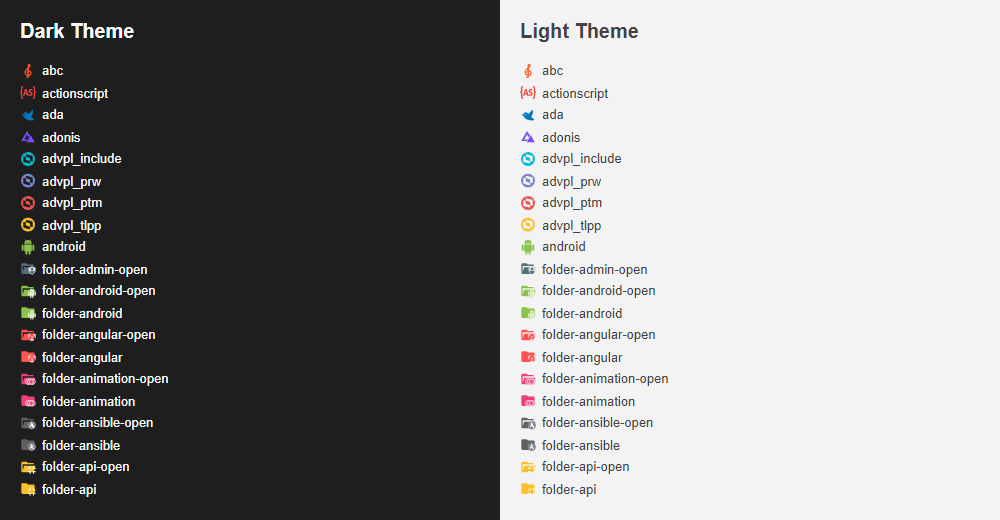 Dark Theme
abc
actionscript
ada
adonis
advpl_include
advpl_prw
advpl_ptm
advpl_tlpp
android
folder-admin-open
folder-android-open
folder-android
folder-angular-open
folder-angular
folder-animation-open
folder-animation
folder-ansible-open
folder-ansible
folder-api-open
folder-api
Light Theme
abc
actionscript
ada
adonis
advpl_include
advpl_prw
advpl_ptm
advpl_tlpp
android
folder-admin-open
folder-android-open
folder-android
folder-angular-open
folder-angular
folder-animation-open
folder-animation
folder-ansible-open
folder-ansible
folder-api-open
folder-api